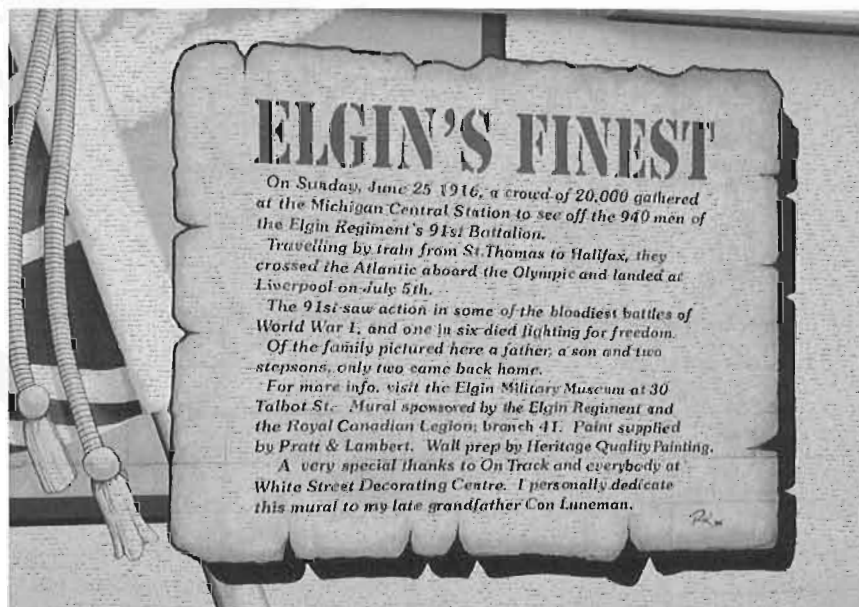 ELGIN'S FINEST
On Sunday, June 25 1916, a crowd of 20,000 gathered
at the Michigan Central Station to see off the 940 men of
the Elgin Regiment's 91st Battalion.
Travelling by train from St.Thomas to Halifax, they
crossed the Atlantic aboard the Olympic and landed at
Liverpool on July 5th.
The 91st saw action in some of the bloodiest battles of
World War I, and one in six died fighting for freedom.
Of the family pictured here a father, a son and two
stepsons, only two came back home.
For more info. visit the Elgin Military Museum at 30
Talbot St. Mural sponsored by the Elgin Regiment and
the Royal Canadian Legion, branch 41. Paint supplied
by Pratt & Lambert. Wall prep by Heritage Quality Painting.
A very special thanks to On Track and everybody at
White Street Decorating Centre. I personally dedicate
this mural to my late grandfather Con Luneman.